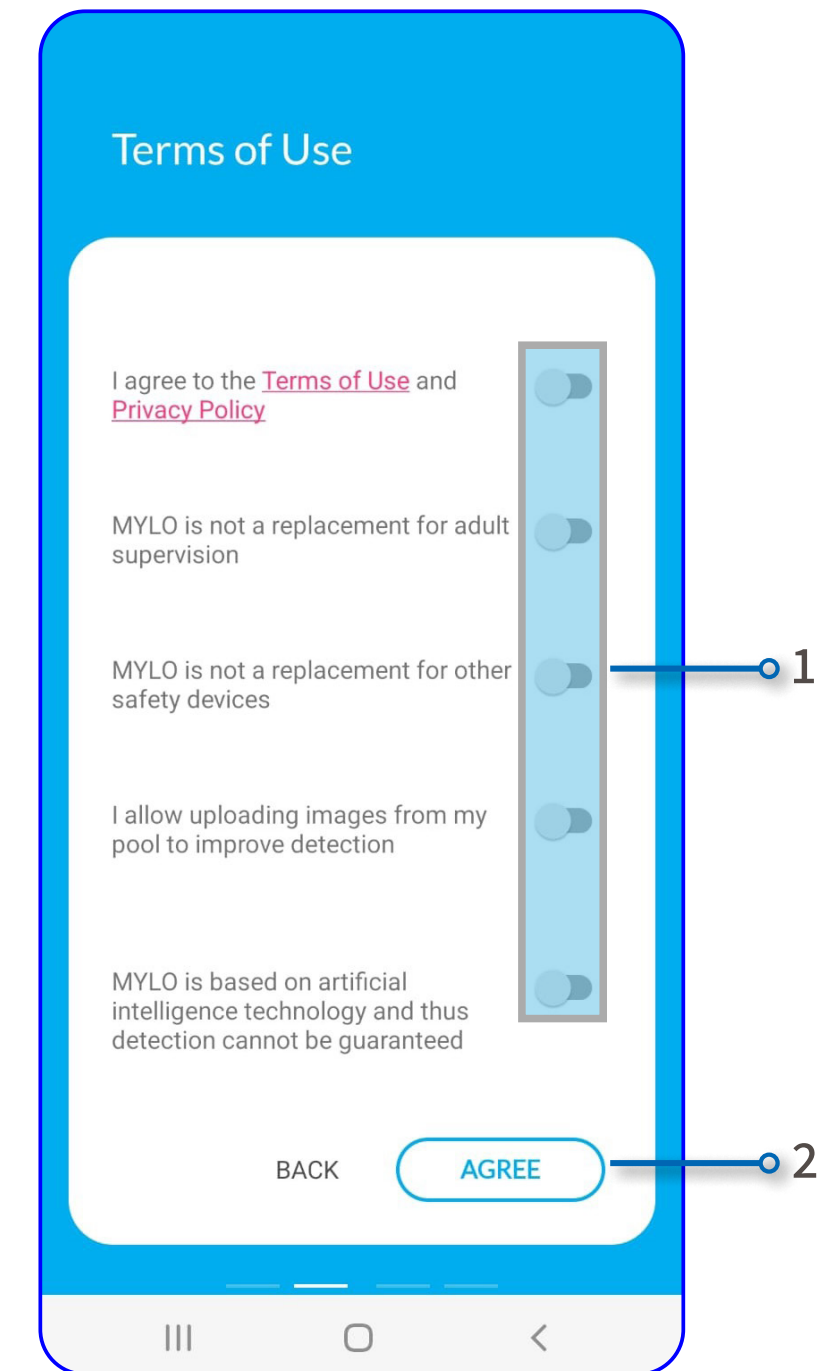 Terms of Use
I agree to the Terms of Use and
Privacy Policy
MYLO is not a replacement for adult
supervision
MYLO is not a replacement for other
safety devices
1
I allow uploading images from my
pool to improve detection
MYLO is based on artificial
intelligence technology and thus
detection cannot be guaranteed
BACK
AGREE
2